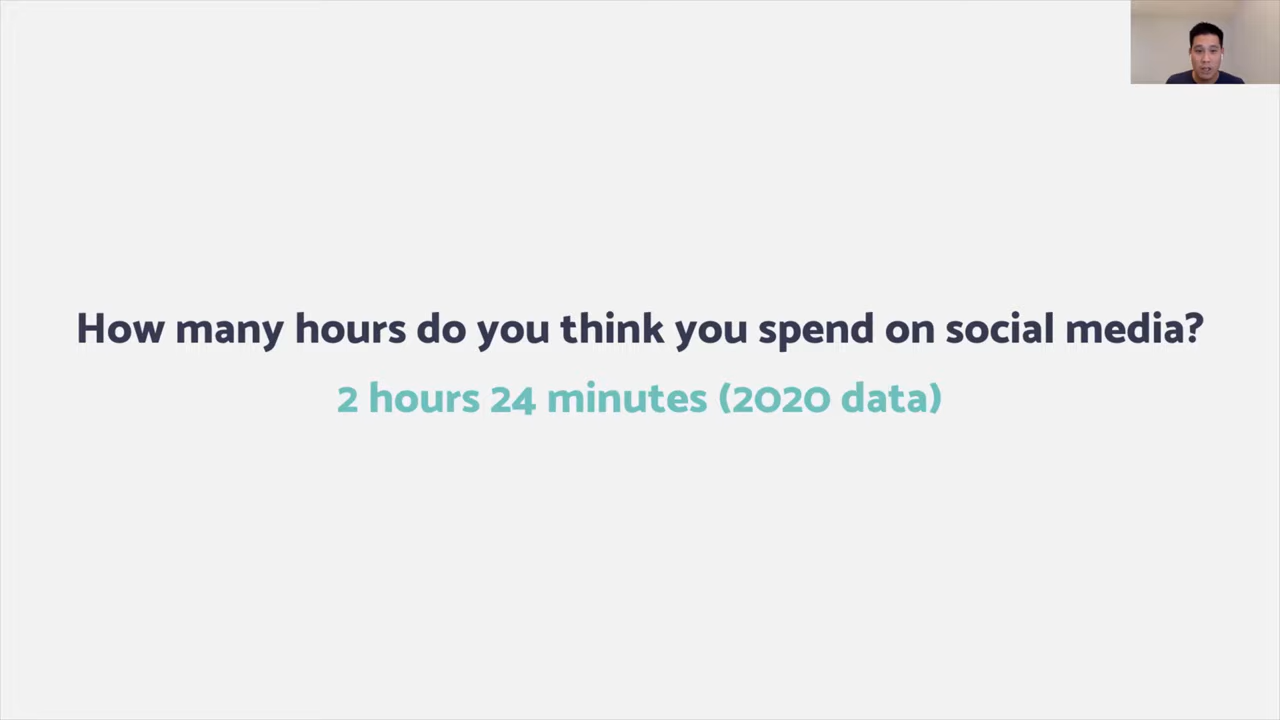 How many hours do you think you spend on social media?
2 hours 24 minutes (2020 data)